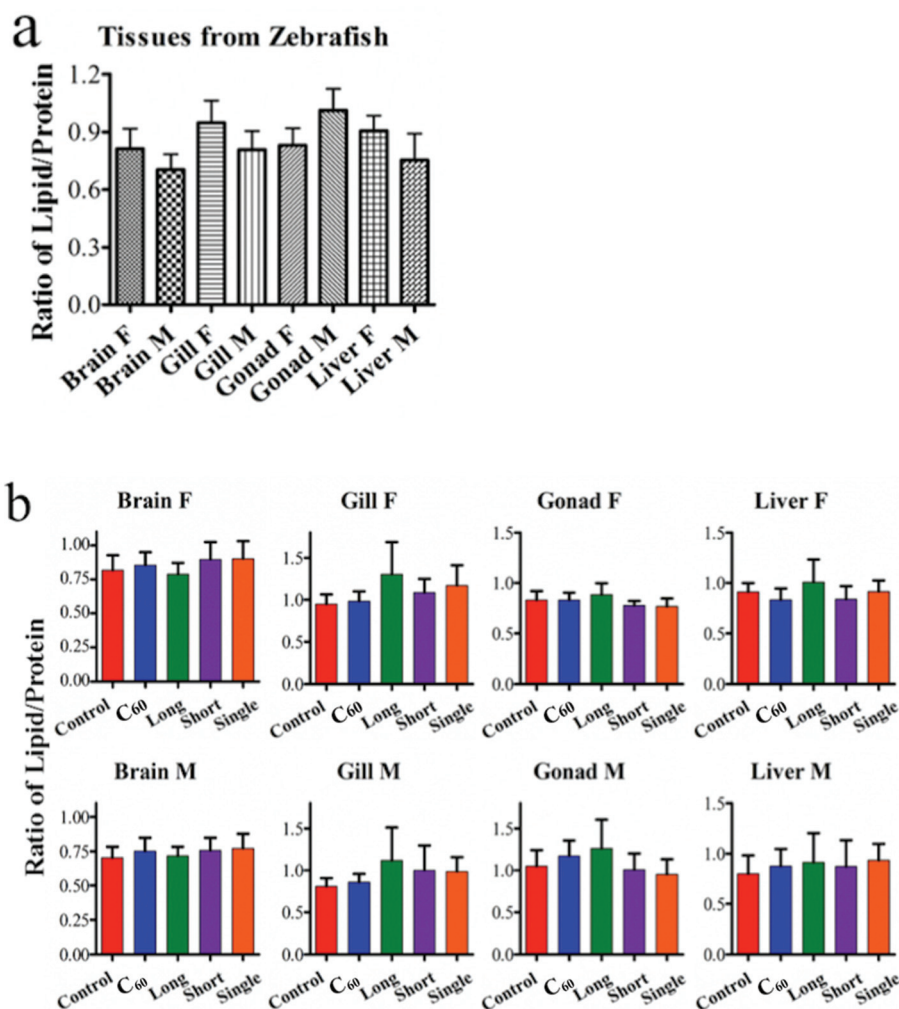 a
Tissues from Zebrafish
Ratio of Lipid/Protein
1.2
0.9
0.6
0.3
0.0
Brain F
Brain M
Gill F
Gill M
Gonad F
Gonad M
Liver F
Liver M
b
Ratio of Lipid/Protein
Brain F
1.00
0.75
0.50
0.25
0.00
Control
C60
Long
Short
Single
Gill F
1.5
1.0
0.5
0.0
Control
C60
Long
Short
Single
Gonad F
1.5
1.0
0.5
0.0
Control
C60
Long
Short
Single
Liver F
1.5
1.0
0.5
0.0
Control
C60
Long
Short
Single
Brain M
1.00
0.75
0.50
0.25
0.00
Control
C60
Long
Short
Single
Gill M
1.5
1.0
0.5
0.0
Control
C60
Long
Short
Single
Gonad M
1.5
1.0
0.5
0.0
Control
C60
Long
Short
Single
Liver M
1.5
1.0
0.5
0.0
Control
C60
Long
Short
Single